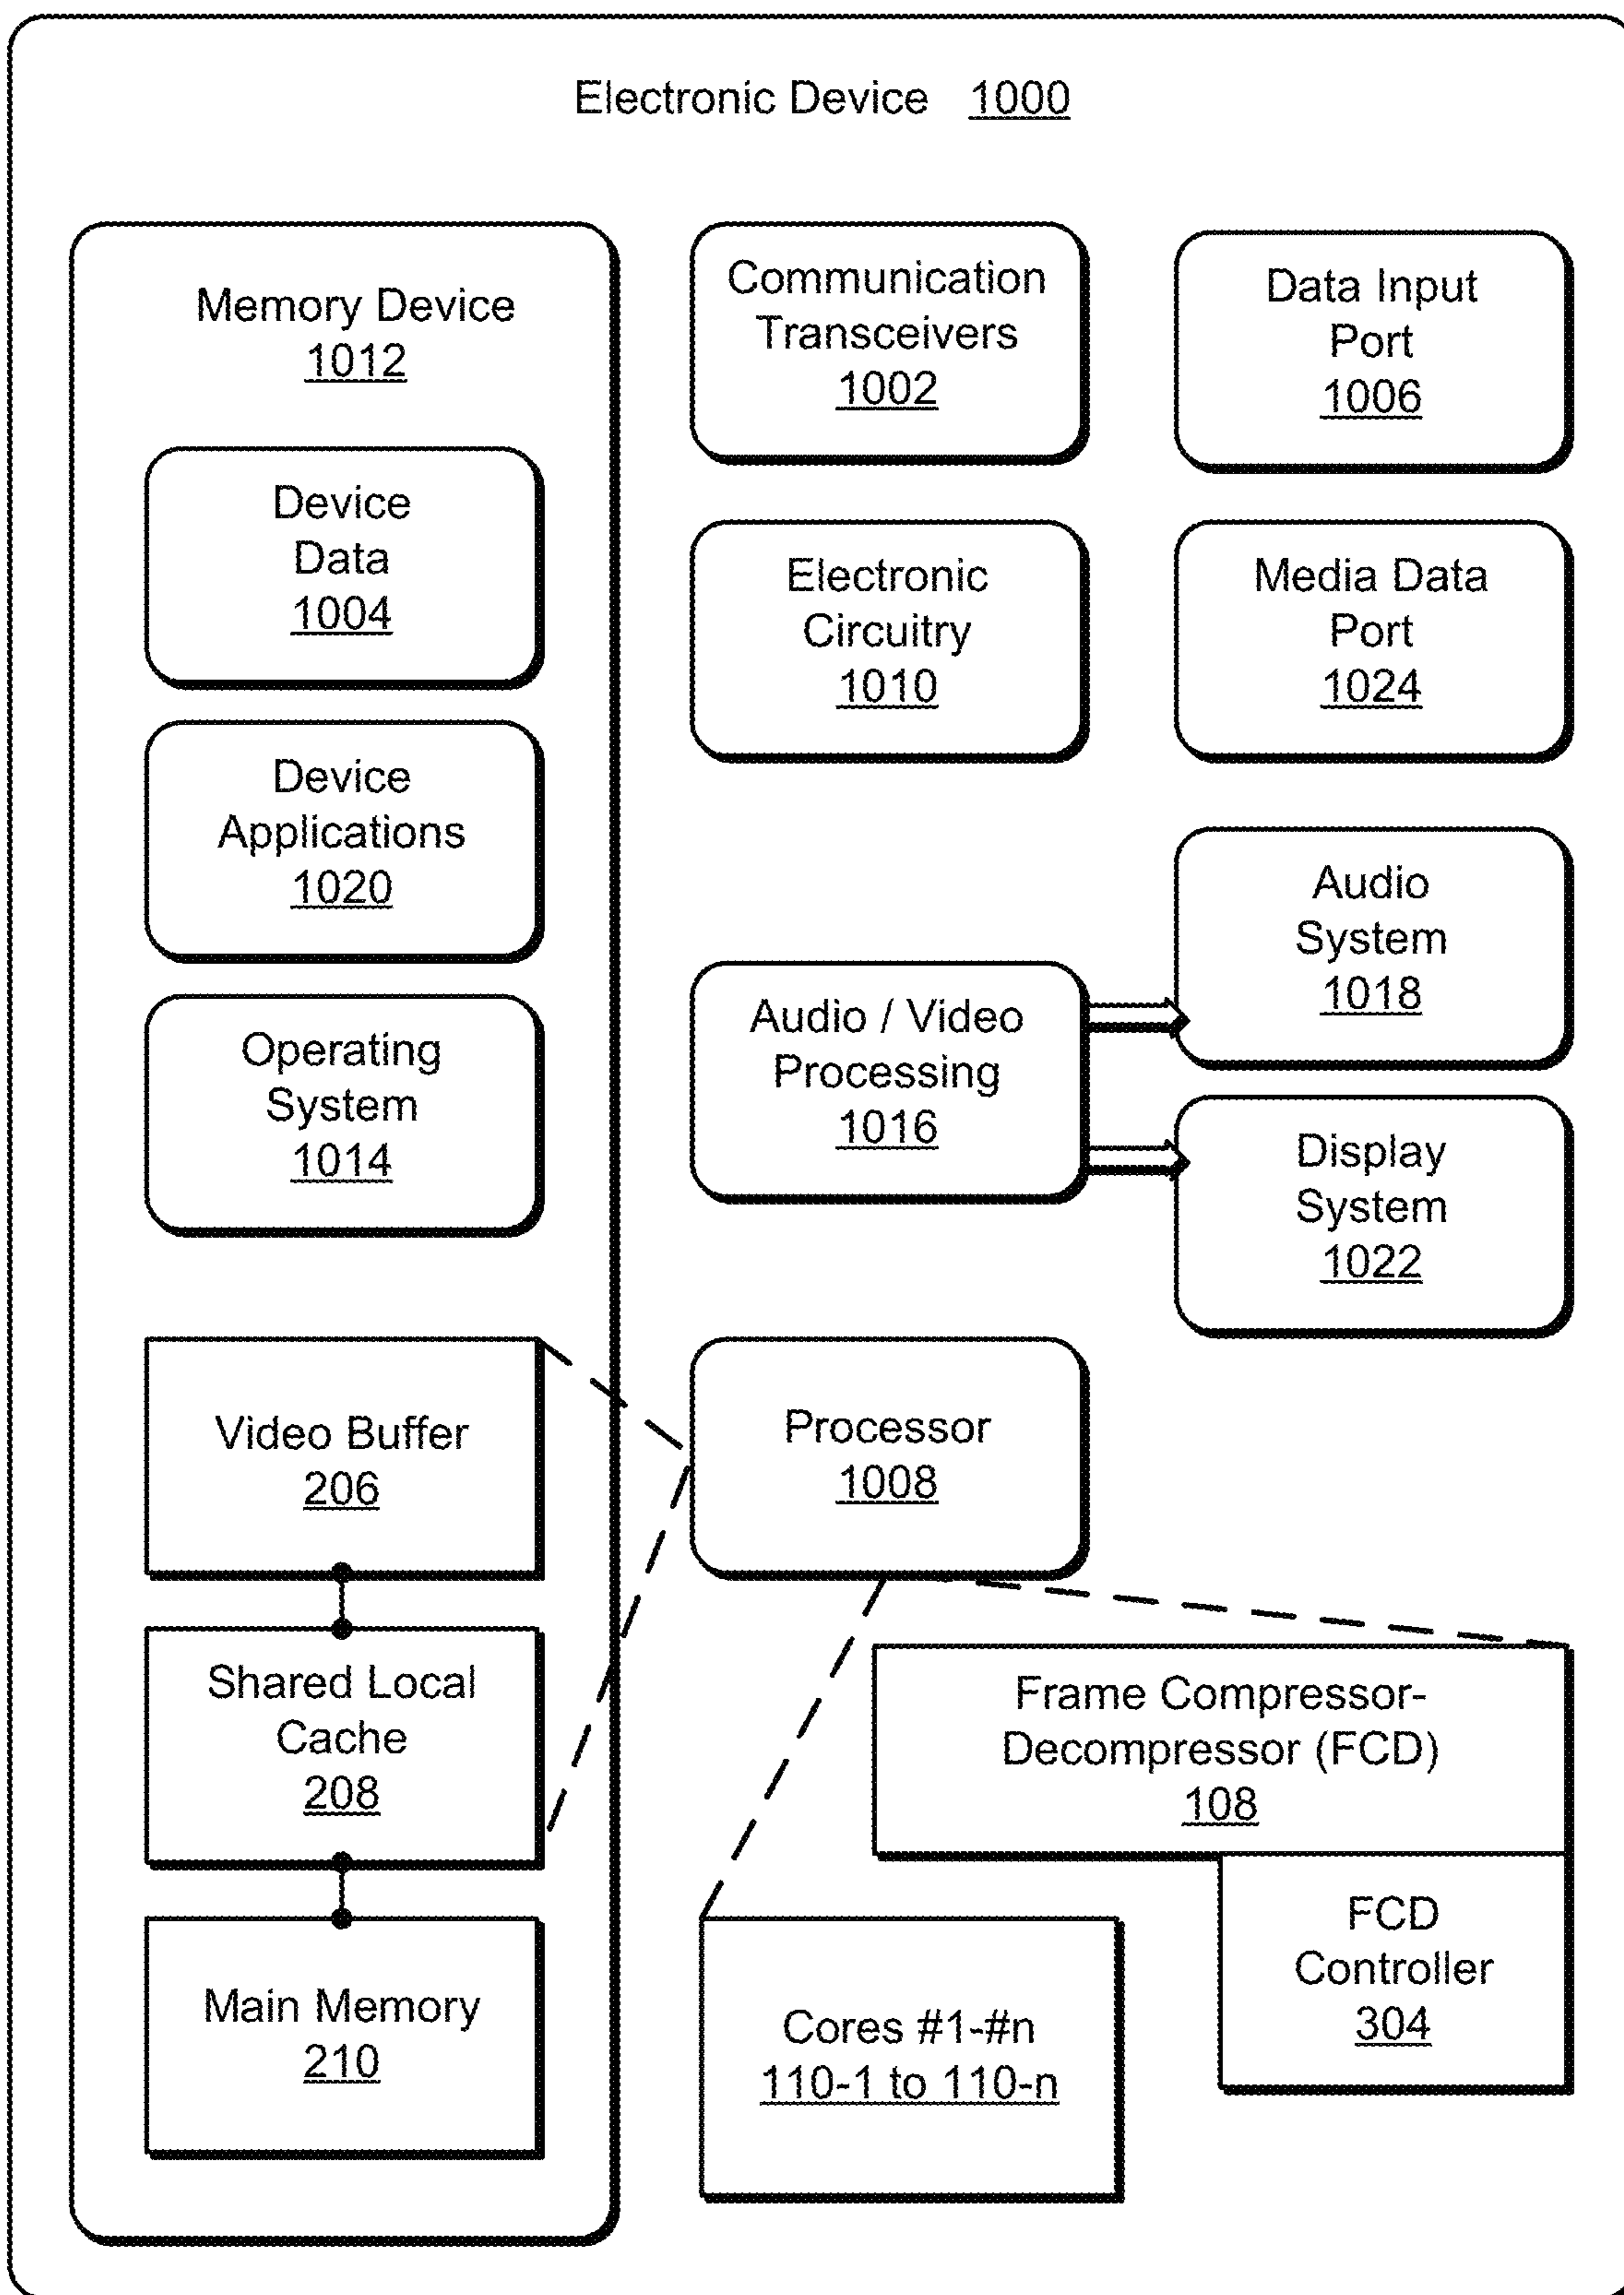 Electronic Device 1000
Memory Device
1012
Device
Data
1004
Device
Applications
1020
Operating
System
1014
Video Buffer
206
Shared Local
Cache
208
Main Memory
210
Communication
Transceivers
1002
Data Input
Port
1006
Electronic
Circuitry
1010
Media Data
Port
1024
Audio / Video
Processing
1016
Audio
System
1018
Display
System
1022
Processor
1008
Frame Compressor-
Decompressor (FCD)
108
FCD
Controller
304
Cores #1-#n
110-1 to 110-n